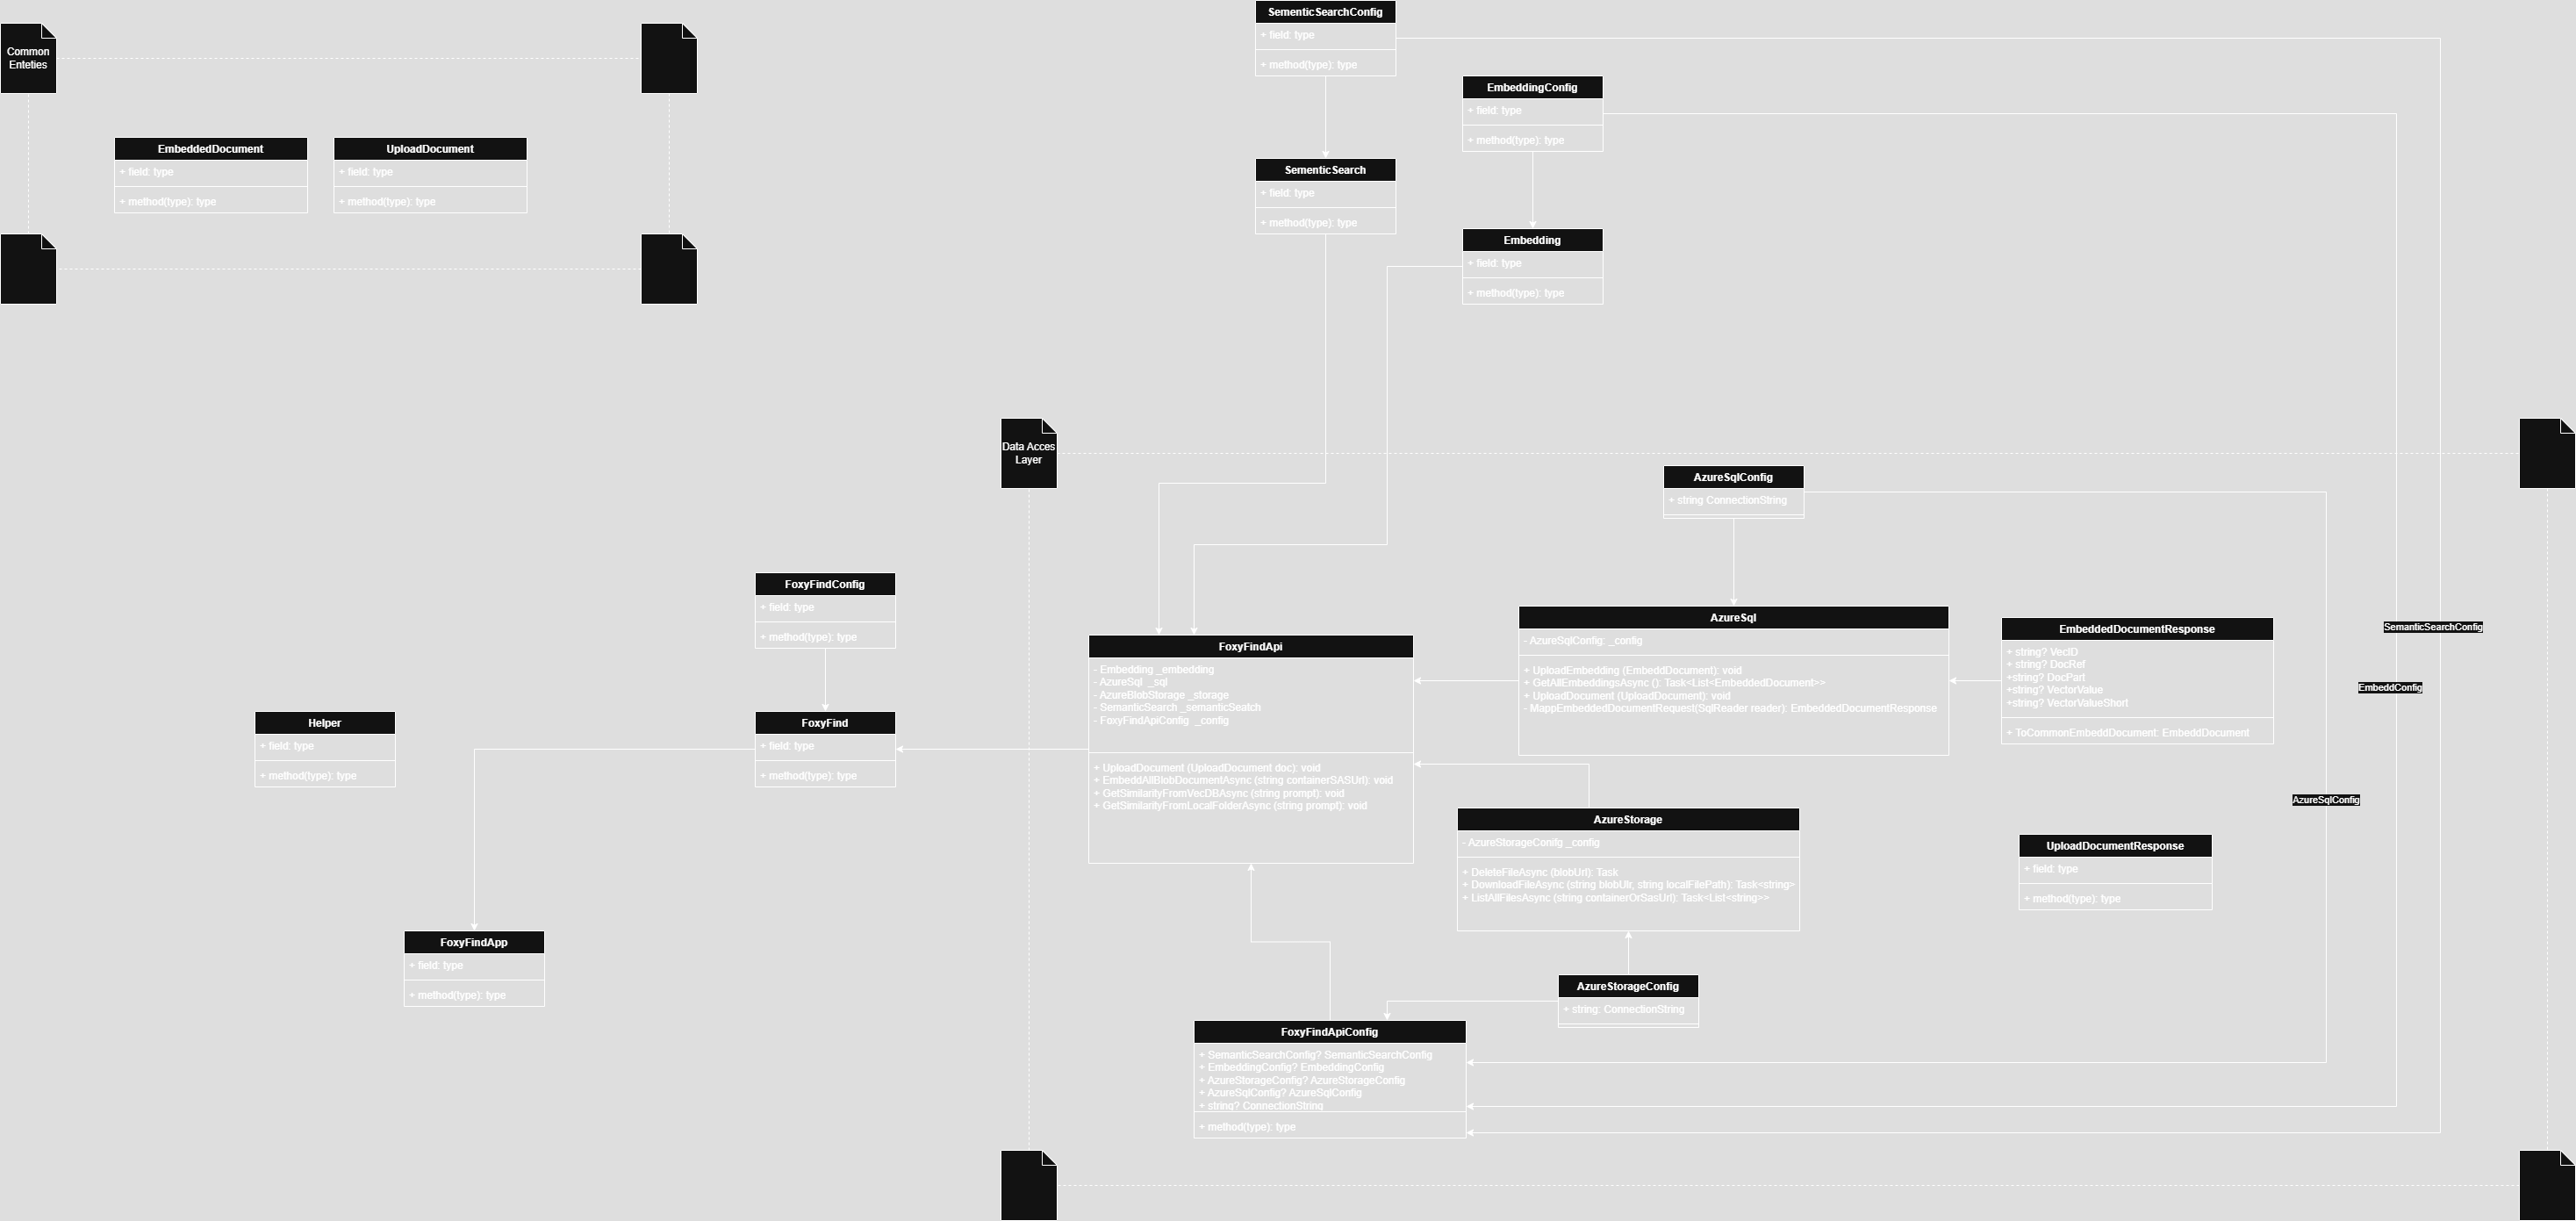 Common
Enteties
EmbeddedDocument
+ field: type
+ method(type): type
UploadDocument
+ field: type
+ method(type): type
SementicSearchConfig
+ field: type
+ method(type): type
EmbeddingConfig
+ field: type
+ method(type): type
SementicSearch
+ field: type
+ method(type): type
Embedding
+ field: type
+ method(type): type
Data Acces
Layer
AzureSqlConfig
+ string ConnectionString
FoxyFindConfig
+ field: type
+ method(type): type
FoxyFindApi
- Embedding _embedding
- AzureSql _sql
- AzureBlobStorage _storage
- SemanticSearch _semanticSeatch
- FoxyFindApiConfig _config
+ UploadDocument (UploadDocument doc): void
+ EmbeddAllBlobDocumentAsync (string containerSASUrl): void
+ GetSimilarityFromVecDBAsync (string prompt): void
+ GetSimilarityFromLocalFolderAsync (string prompt): void
AzureSql
- AzureSqlConfig: _config
+ UploadEmbedding (EmbeddDocument): void
+ GetAllEmbeddingsAsync (): Task<List<EmbeddedDocument>>
+ UploadDocument (UploadDocument): void
- MappEmbeddedDocumentRequest(SqlReader reader): EmbeddedDocumentResponse
EmbeddedDocumentResponse
+ string? VecID
+ string? DocRef
+string? DocPart
+string? VectorValue
+string? VectorValueShort
+ ToCommonEmbeddDocument: EmbeddDocument
SemanticSearchConfig
EmbeddConfig
AzureSqlConfig
Helper
+ field: type
+ method(type): type
FoxyFind
+ field: type
+ method(type): type
AzureStorage
- AzureStorageConifg _config
+ DeleteFileAsync (blobUrl): Task
+ DownloadFileAsync (string blobUlr, string localFilePath): Task<string>
+ ListAllFilesAsync (string containerOrSasUrl): Task<List<string>>
UploadDocumentResponse
+ field: type
+ method(type): type
FoxyFindApp
+ field: type
+ method(type): type
AzureStorageConfig
+ string: ConnectionString
FoxyFindApiConfig
+ SemanticSearchConfig? SemanticSearchConfig
+ EmbeddingConfig? EmbeddingConfig
+ AzureStorageConfig? AzureStorageConfig
+ AzureSqlConfig? AzureSqlConfig
+ string? ConnectionString
+ method(type): type